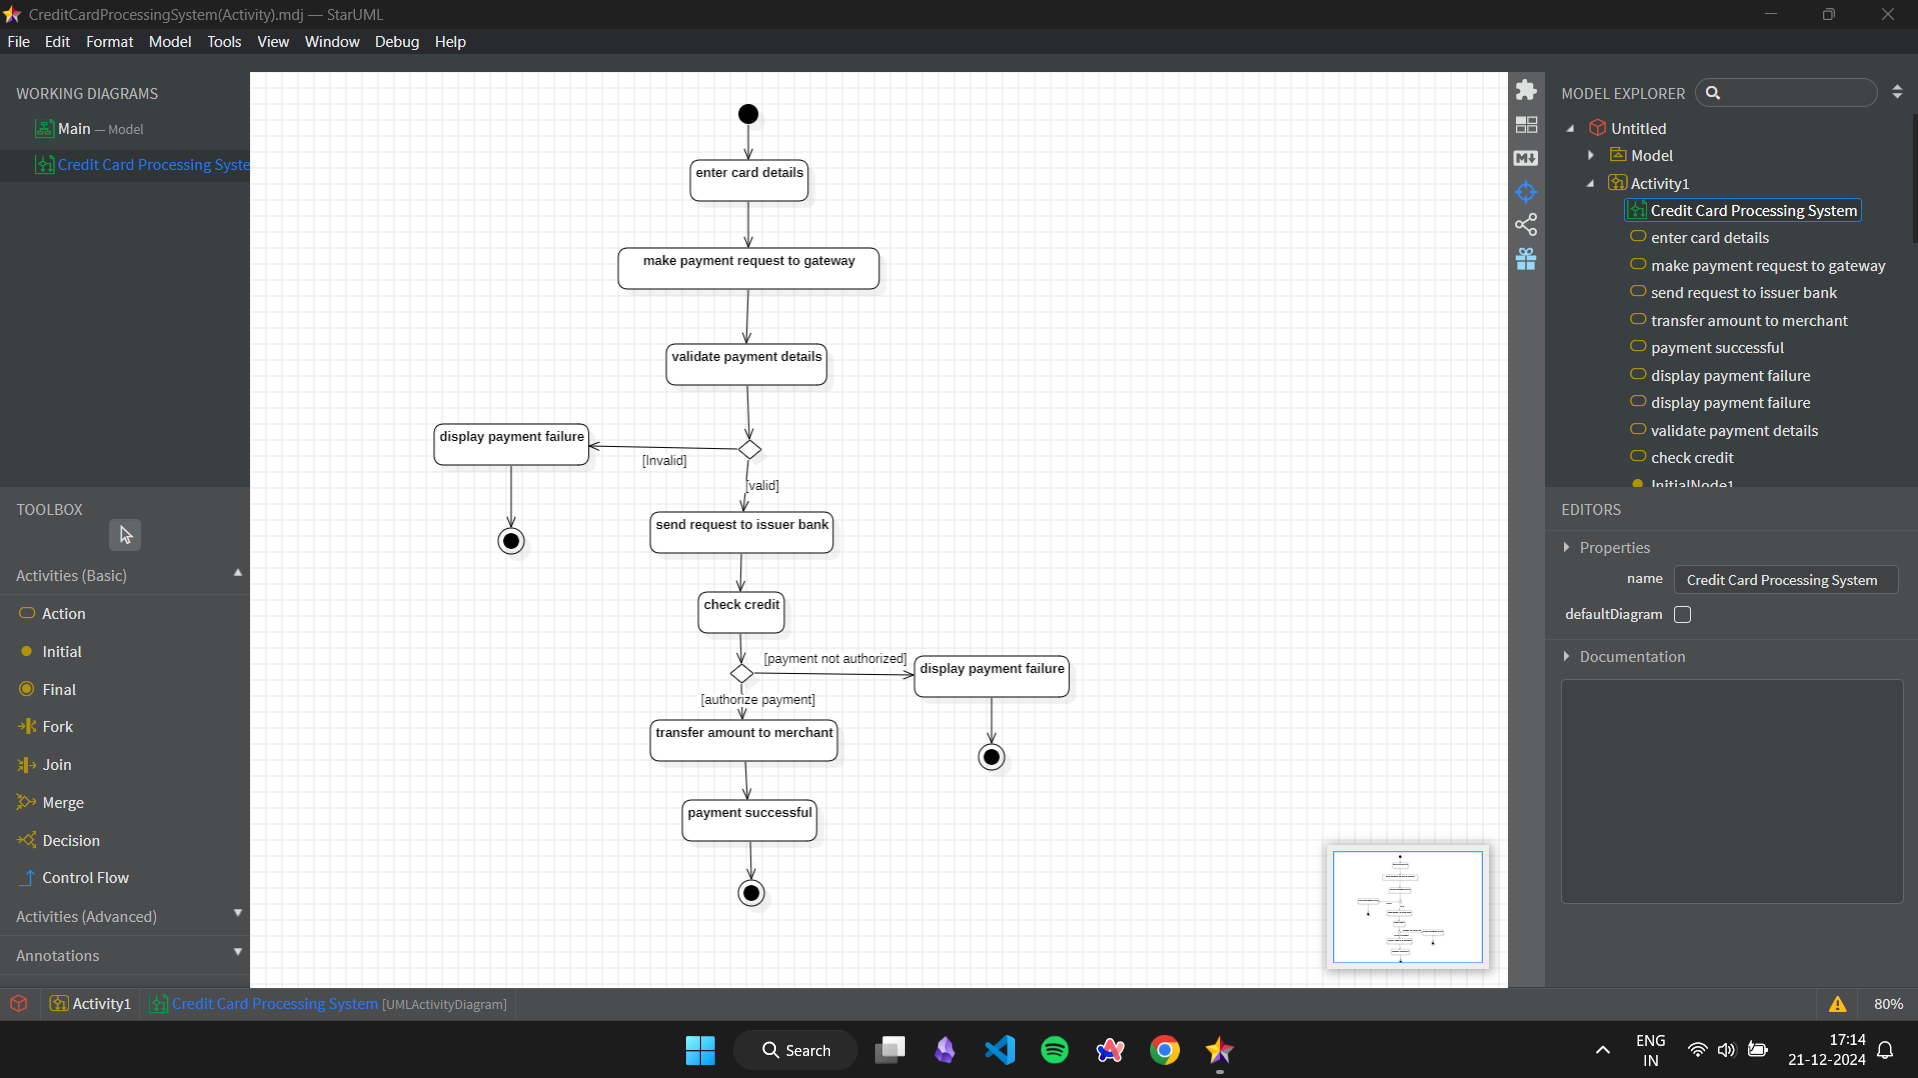 CreditCardProcessingSystem(Activity).mdj — StarUML
File Edit Format Model Tools View Window Debug Help
WORKING DIAGRAMS
Main — Model
Credit Card Processing Syste
TOOLBOX
Activities (Basic)
Action
Initial
Final
Fork
Join
Merge
Decision
Control Flow
Activities (Advanced)
Annotations
enter card details
make payment request to gateway
validate payment details
display payment failure
[Invalid]
[valid]
send request to issuer bank
check credit
[payment not authorized]
display payment failure
[authorize payment]
transfer amount to merchant
payment successful
MODEL EXPLORER
Untitled
Model
Activity1
Credit Card Processing System
enter card details
make payment request to gateway
send request to issuer bank
transfer amount to merchant
payment successful
display payment failure
display payment failure
validate payment details
check credit
InitialNode1
EDITORS
Properties
name Credit Card Processing System
defaultDiagram
Documentation
Activity1 Credit Card Processing System [UMLActivityDiagram]
80%
Search
ENG
IN
17:14
21-12-2024